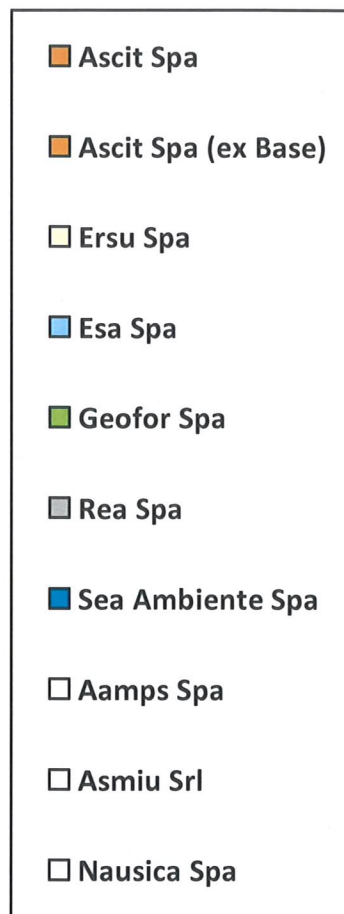 Ascit Spa
Ascit Spa (ex Base)
Ersu Spa
Esa Spa
Geofor Spa
Rea Spa
Sea Ambiente Spa
Aamps Spa
Asmiu Srl
Nausica Spa